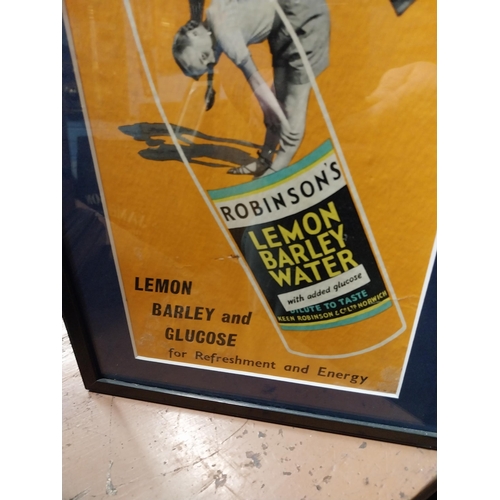 ROBINSON'S
LEMON
BARLEY
WATER
with added glucose
DILUTE TO TASTE
KEEN ROBINSON & CO LTD NORWICH
LEMON
BARLEY and
GLUCOSE
for Refreshment and Energy